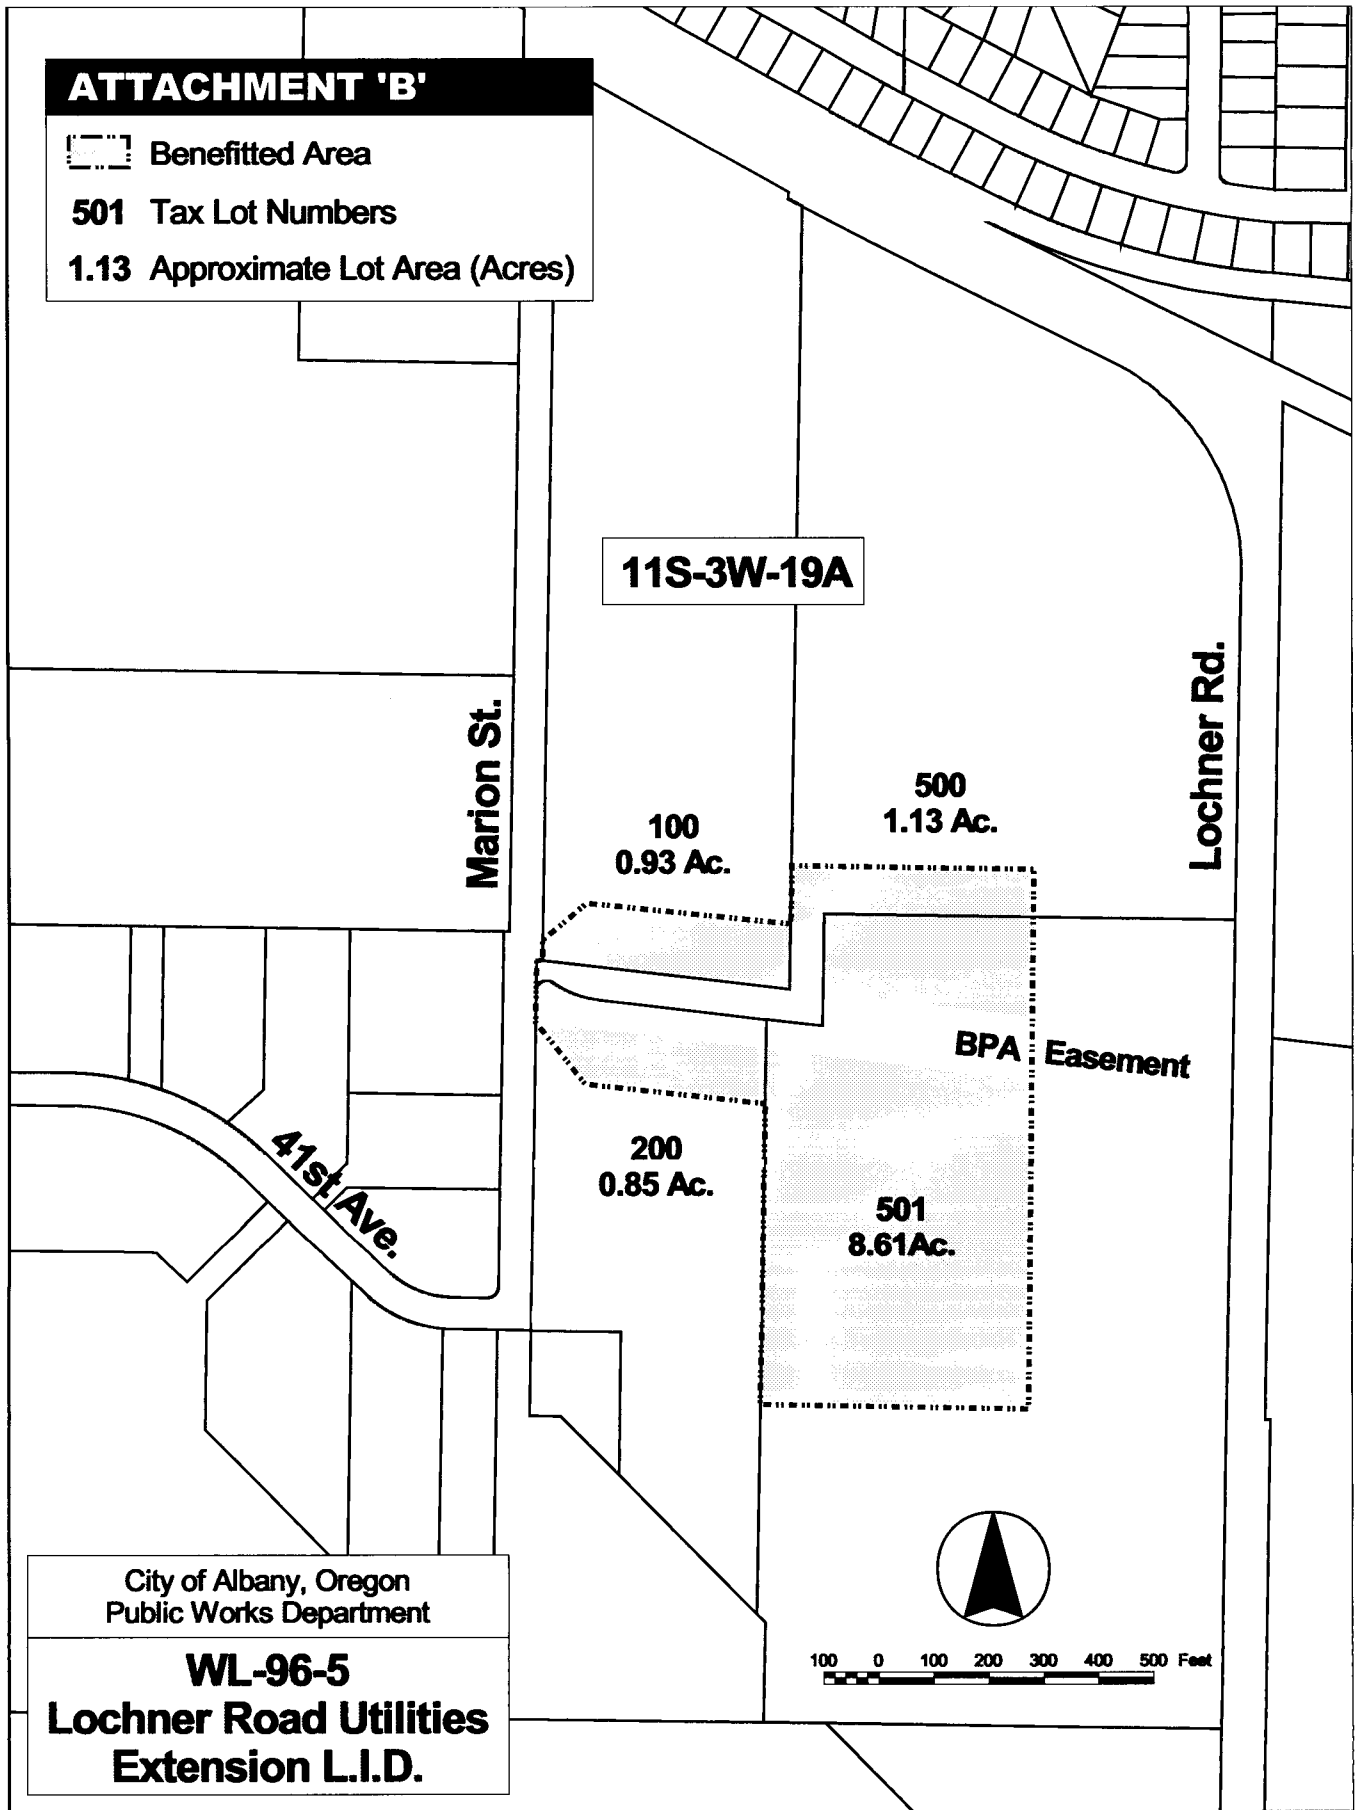 ATTACHMENT 'B'
Benefitted Area
501 Tax Lot Numbers
1.13 Approximate Lot Area (Acres)
11S-3W-19A
Marion St.
Lochner Rd.
500
1.13 Ac.
100
0.93 Ac.
BPA Easement
200
0.85 Ac.
41st Ave.
501
8.61Ac.
City of Albany, Oregon
Public Works Department
WL-96-5
Lochner Road Utilities
Extension L.I.D.
100 0 100 200 300 400 500 Feet